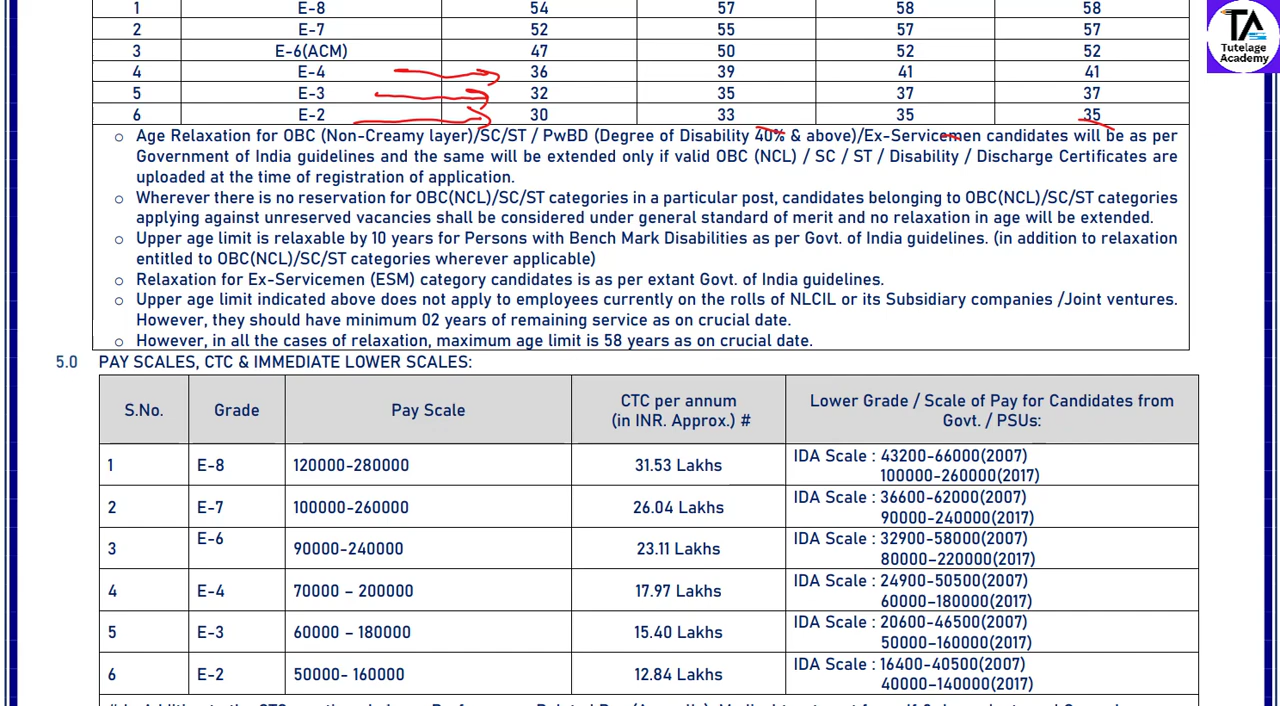 1 E-8 54 57 58 58
2 E-7 52 55 57 57
3 E-6(ACM) 47 50 52 52
4 E-4 36 39 41 41
5 E-3 32 35 37 37
6 E-2 30 33 35 35
TA
Tutelage
Academy
o Age Relaxation for OBC (Non-Creamy layer)/SC/ST / PwBD (Degree of Disability 40% & above)/Ex-Servicemen candidates will be as per
Government of India guidelines and the same will be extended only if valid OBC (NCL) / SC / ST / Disability / Discharge Certificates are
uploaded at the time of registration of application.
o Wherever there is no reservation for OBC(NCL)/SC/ST categories in a particular post, candidates belonging to OBC(NCL)/SC/ST categories
applying against unreserved vacancies shall be considered under general standard of merit and no relaxation in age will be extended.
o Upper age limit is relaxable by 10 years for Persons with Bench Mark Disabilities as per Govt. of India guidelines. (in addition to relaxation
entitled to OBC(NCL)/SC/ST categories wherever applicable)
o Relaxation for Ex-Servicemen (ESM) category candidates is as per extant Govt. of India guidelines.
o Upper age limit indicated above does not apply to employees currently on the rolls of NLCIL or its Subsidiary companies /Joint ventures.
However, they should have minimum 02 years of remaining service as on crucial date.
o However, in all the cases of relaxation, maximum age limit is 58 years as on crucial date.
5.0 PAY SCALES, CTC & IMMEDIATE LOWER SCALES:
S.No. Grade Pay Scale CTC per annum (in INR. Approx.) # Lower Grade / Scale of Pay for Candidates from Govt. / PSUs:
1 E-8 120000-280000 31.53 Lakhs IDA Scale : 43200-66000(2007)
100000-260000(2017)
2 E-7 100000-260000 26.04 Lakhs IDA Scale : 36600-62000(2007)
90000-240000(2017)
3 E-6 90000-240000 23.11 Lakhs IDA Scale : 32900-58000(2007)
80000-220000(2017)
4 E-4 70000 – 200000 17.97 Lakhs IDA Scale : 24900-50500(2007)
60000–180000(2017)
5 E-3 60000 – 180000 15.40 Lakhs IDA Scale : 20600-46500(2007)
50000-160000(2017)
6 E-2 50000- 160000 12.84 Lakhs IDA Scale : 16400-40500(2007)
40000–140000(2017)